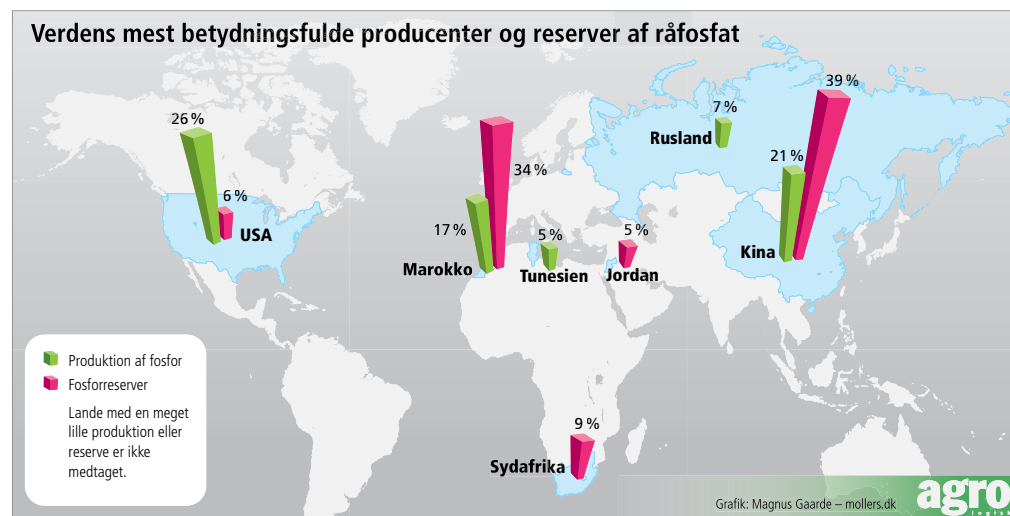 Verdens mest betydningsfulde producenter og reserver af råfosfat
39 %
26 %
7 %
Rusland
34 %
21 %
6 %
USA
17 %
5 %
5 %
Kina
Marokko
Tunesien
Jordan
Produktion af fosfor
Fosforreserver
Lande med en meget
lille produktion eller
reserve er ikke
medtaget.
9 %
Sydafrika
Grafik: Magnus Gaarde – mollers.dk
agro